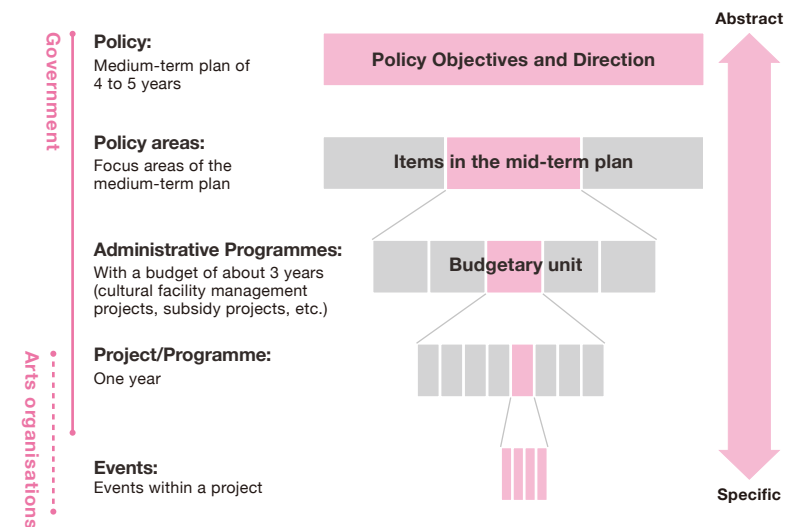 Abstract
Government
Policy:
Medium-term plan of
4 to 5 years
Policy Objectives and Direction
Policy areas:
Focus areas of the
medium-term plan
Items in the mid-term plan
Administrative Programmes:
With a budget of about 3 years
(cultural facility management
projects, subsidy projects, etc.)
Budgetary unit
Arts organisations
Project/Programme:
One year
Events:
Events within a project
Specific